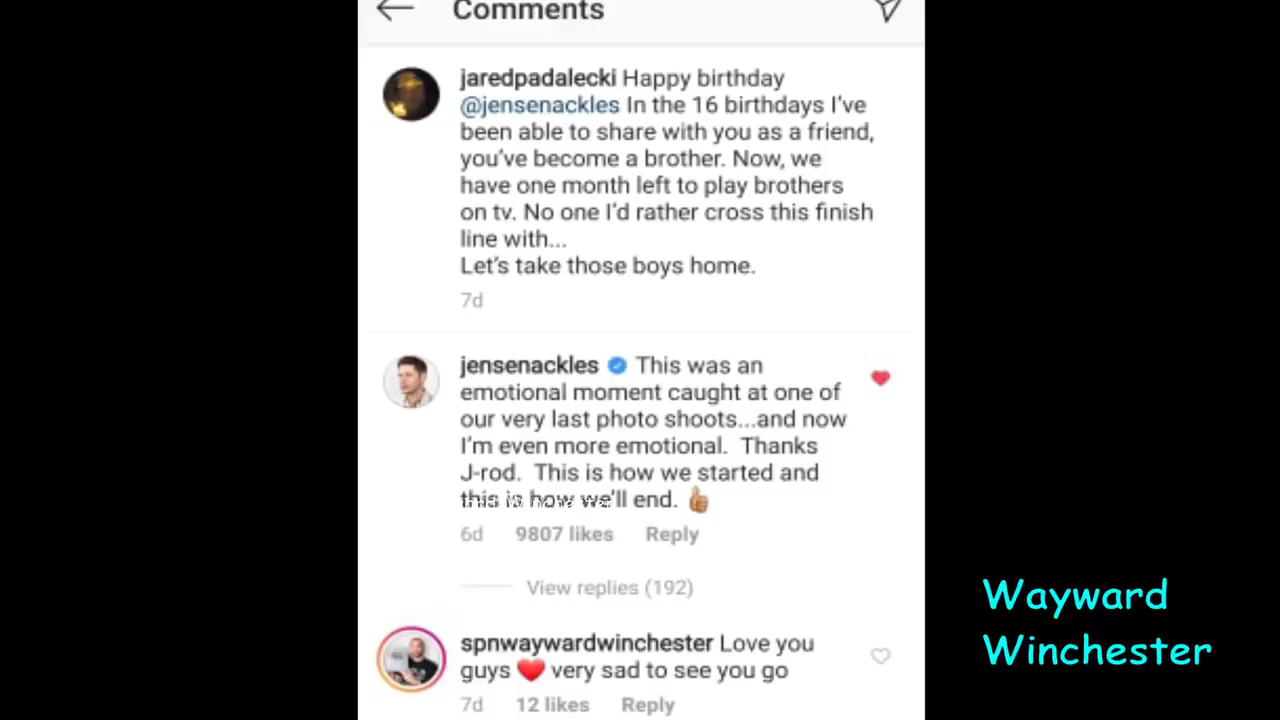 Comments
jaredpadalecki Happy birthday
@jensenackles In the 16 birthdays I've
been able to share with you as a friend,
you've become a brother. Now, we
have one month left to play brothers
on tv. No one I'd rather cross this finish
line with...
Let's take those boys home.
7d
jensenackles This was an
emotional moment caught at one of
our very last photo shoots...and now
I'm even more emotional.  Thanks
J-rod.  This is how we started and
this is how we'll end. 👍🏽
6d 9807 likes Reply
View replies (192)
spnwaywardwinchester Love you
guys ❤️ very sad to see you go
7d 12 likes Reply
Wayward
Winchester